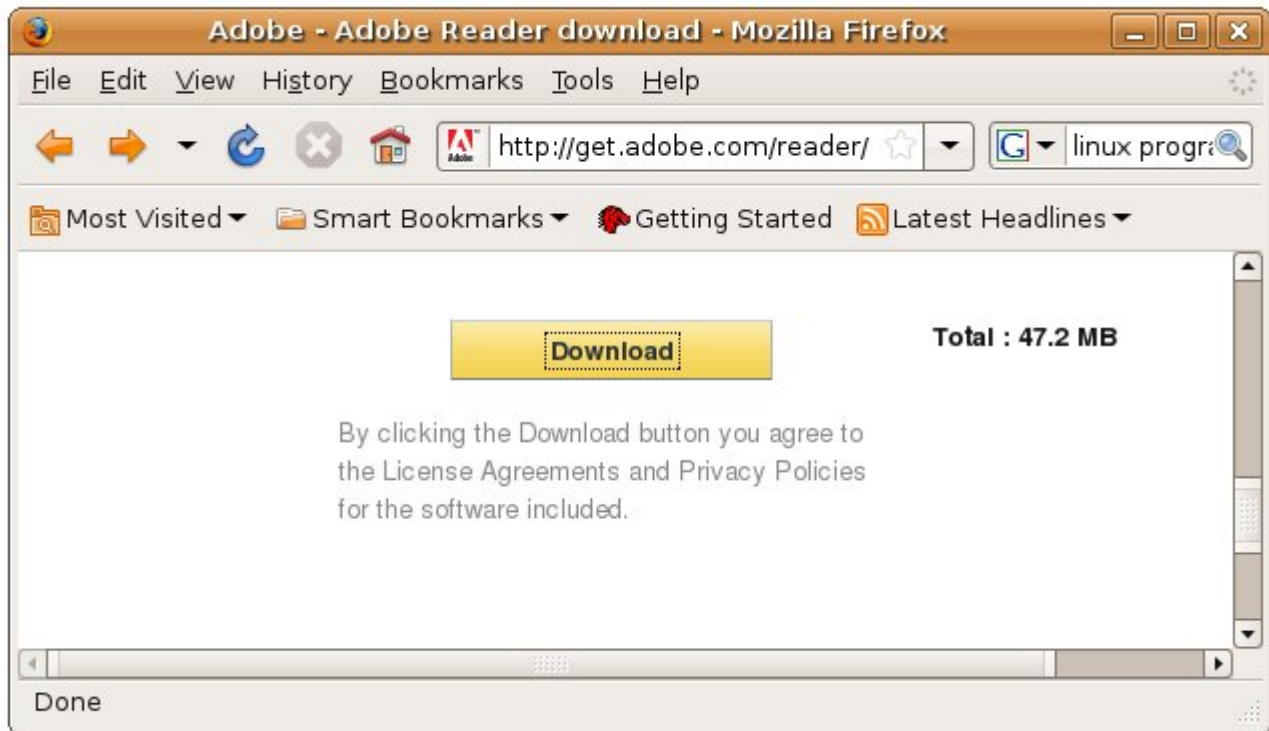 Adobe - Adobe Reader download - Mozilla Firefox
File Edit View History Bookmarks Tools Help
Adobe http://get.adobe.com/reader/ G linux progra
Most Visited Smart Bookmarks Getting Started Latest Headlines
Download Total : 47.2 MB
By clicking the Download button you agree to
the License Agreements and Privacy Policies
for the software included.
Done